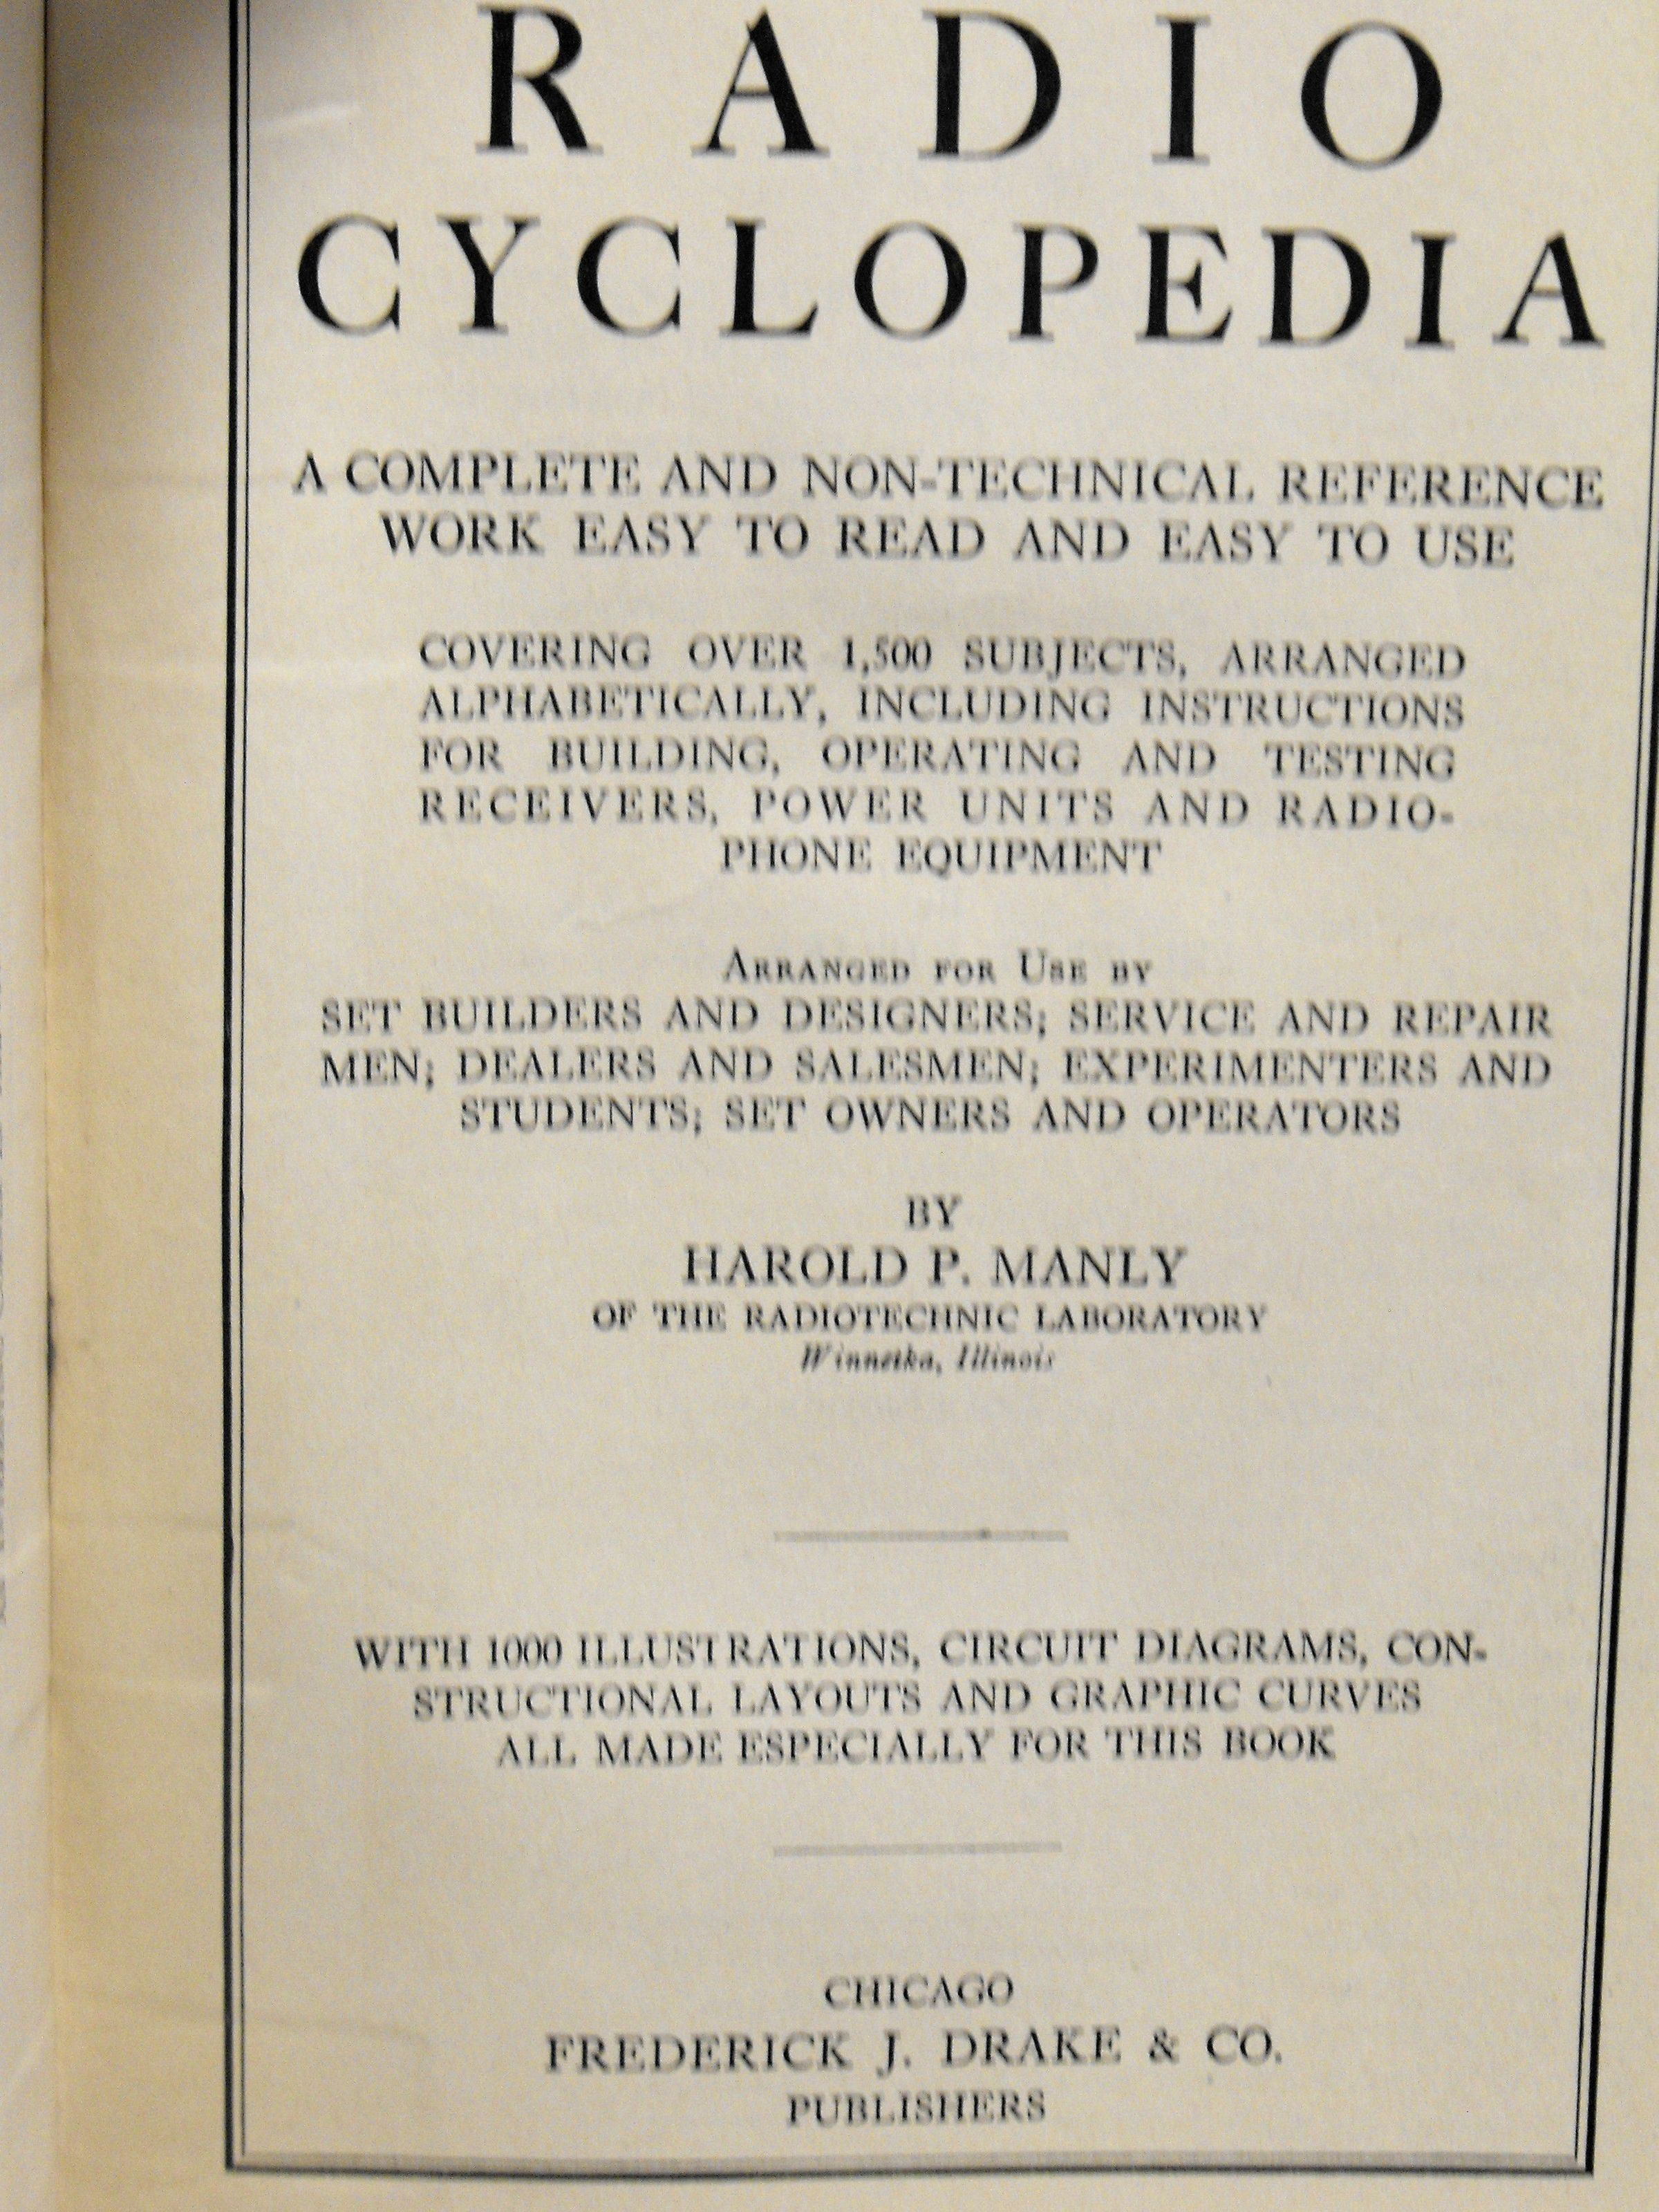 RADIO
CYCLOPEDIA
A COMPLETE AND NON-TECHNICAL REFERENCE
WORK EASY TO READ AND EASY TO USE
COVERING OVER 1,500 SUBJECTS, ARRANGED
ALPHABETICALLY, INCLUDING INSTRUCTIONS
FOR BUILDING, OPERATING AND TESTING
RECEIVERS, POWER UNITS AND RADIO-
PHONE EQUIPMENT
ARRANGED FOR USE BY
SET BUILDERS AND DESIGNERS; SERVICE AND REPAIR
MEN; DEALERS AND SALESMEN; EXPERIMENTERS AND
STUDENTS; SET OWNERS AND OPERATORS
BY
HAROLD P. MANLY
OF THE RADIOTECHNIC LABORATORY
Winnetka, Illinois
WITH 1000 ILLUSTRATIONS, CIRCUIT DIAGRAMS, CON-
STRUCTIONAL LAYOUTS AND GRAPHIC CURVES
ALL MADE ESPECIALLY FOR THIS BOOK
CHICAGO
FREDERICK J. DRAKE & CO.
PUBLISHERS